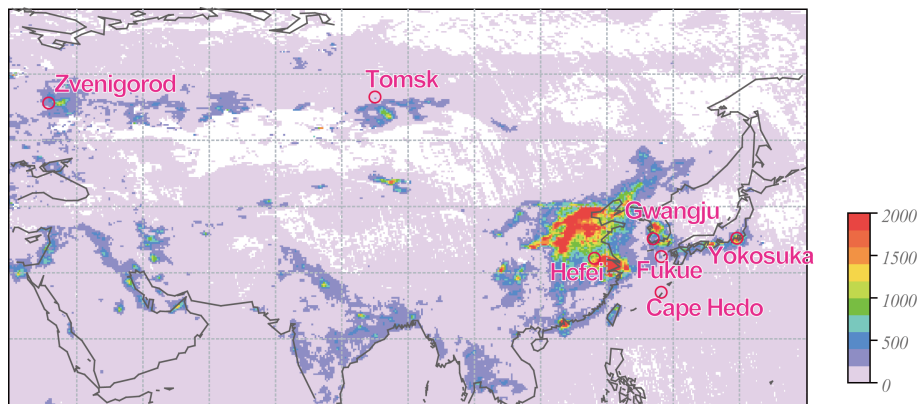 Zvenigorod
Tomsk
Gwangju
Yokosuka
Hefei
Fukue
Cape Hedo
2000
1500
1000
500
0